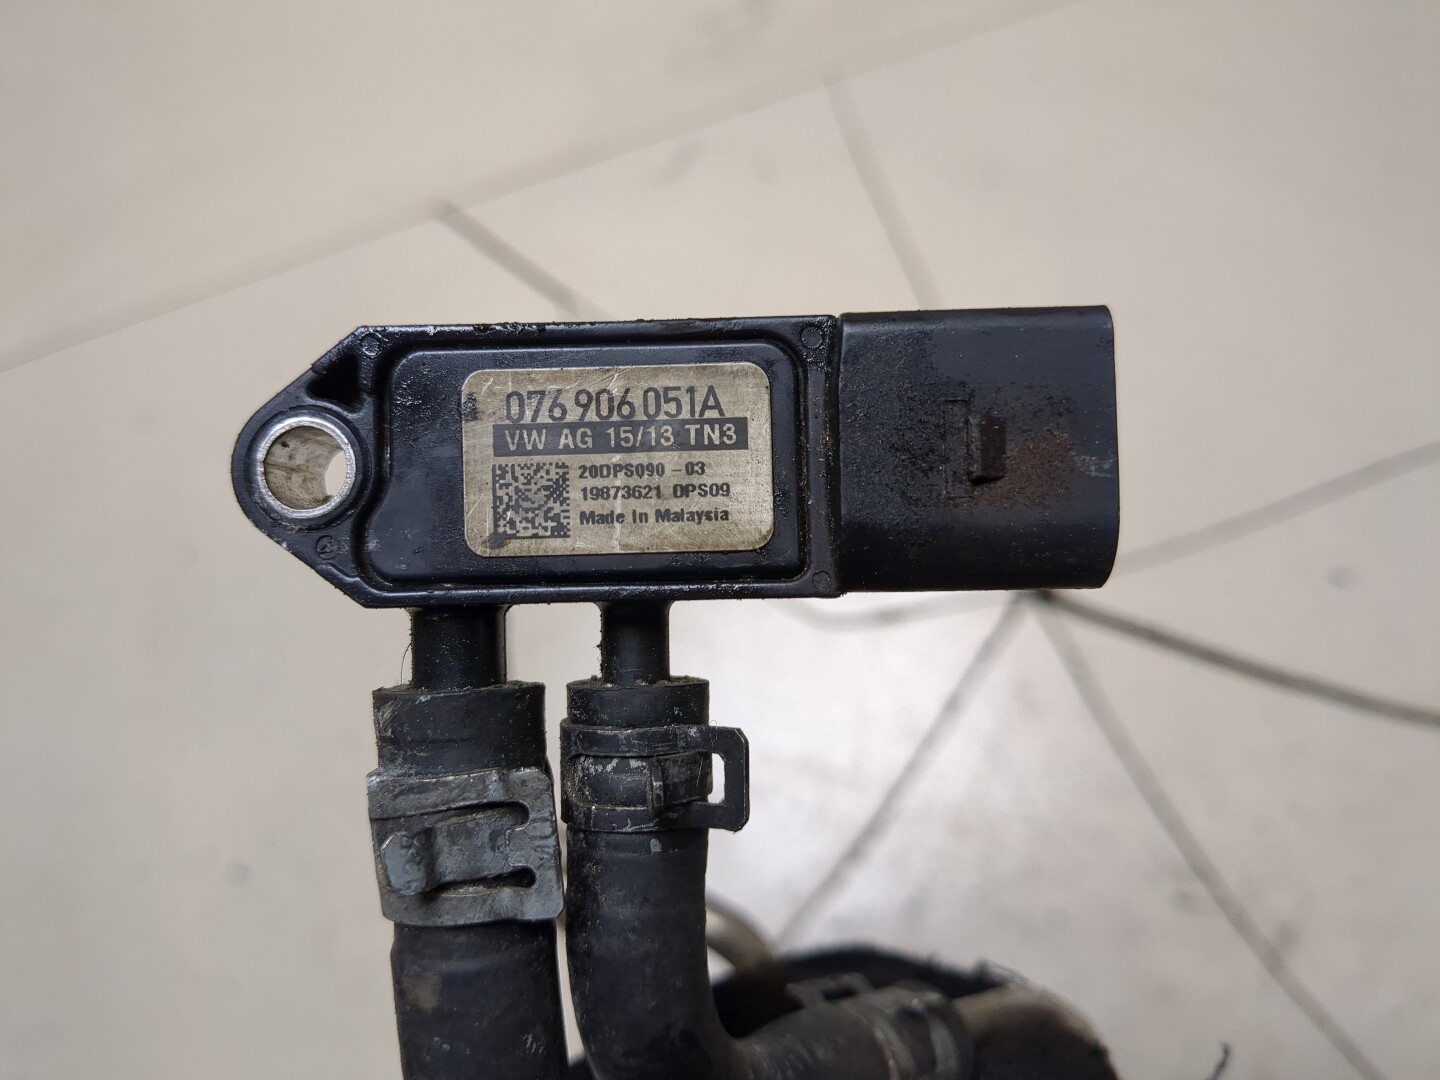 076 906 051A
VW AG 15/13 TN3
20DPS090 -03
19873621 DPS09
Made In Malaysia